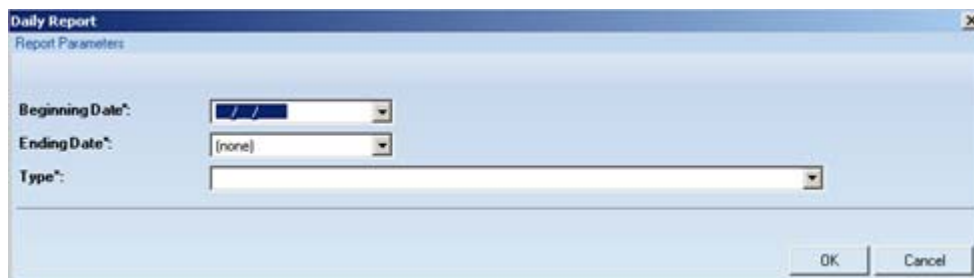 Daily Report
Report Parameters
Beginning Date*:
_/_/_
Ending Date*:
(none)
Type*:
OK Cancel